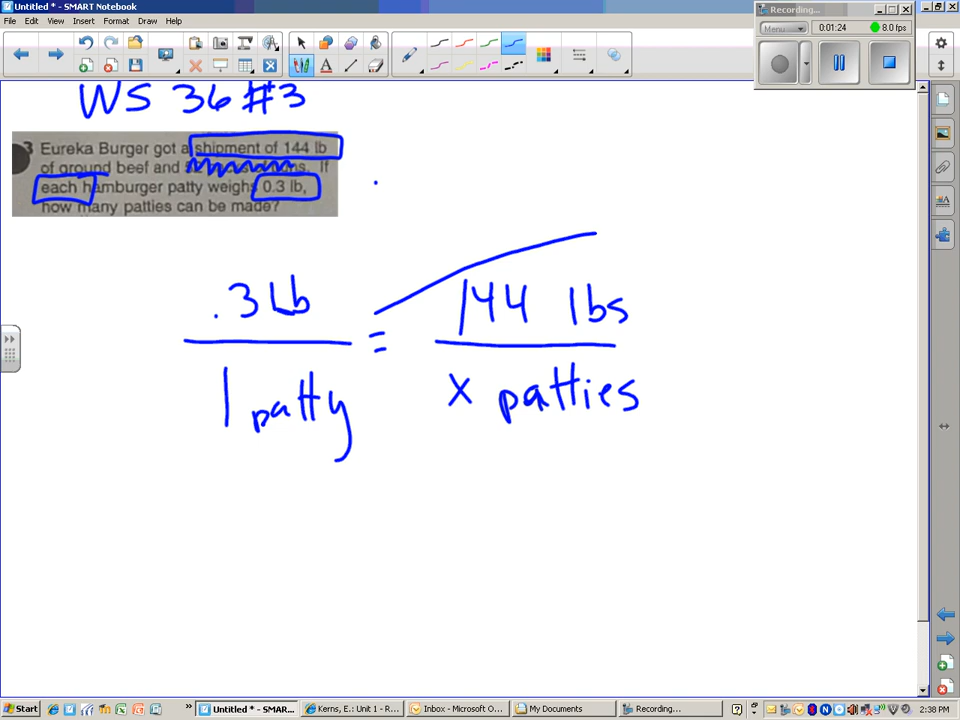 Untitled * - SMART Notebook
File Edit View Insert Format Draw Help
Recording...
Menu
00:01:24
8.0 fps
WS 36 #3
3 Eureka Burger got a shipment of 144 lb
of ground beef and If
each hamburger patty weighs 0.3 lb,
how many patties can be made?
.3 Lb = 144 lbs
1 patty x patties
Start
Untitled * - SMAR...
Kerns, E.: Unit 1 - R...
Inbox - Microsoft O...
My Documents
Recording...
2:38 PM